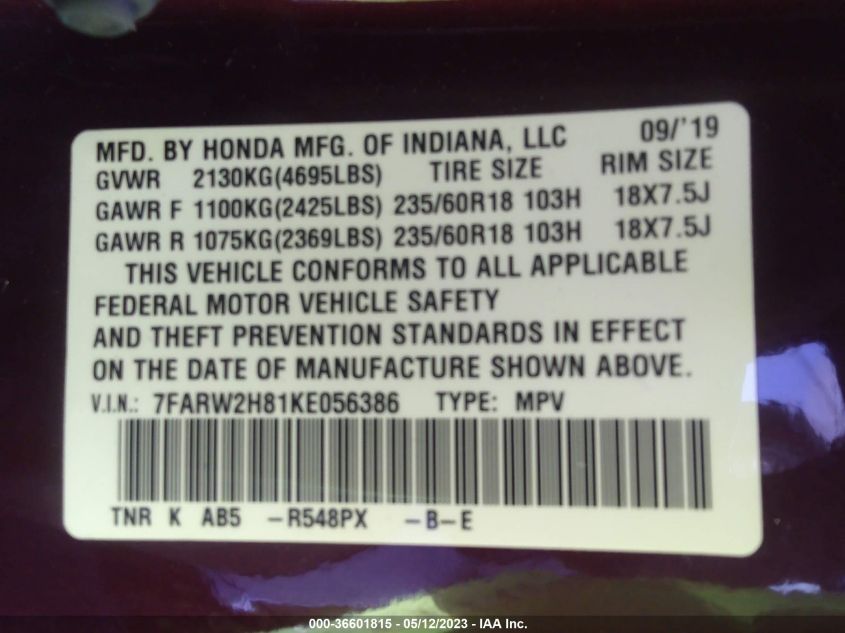 MFD. BY HONDA MFG. OF INDIANA, LLC 09/'19
GVWR 2130KG(4695LBS) TIRE SIZE RIM SIZE
GAWR F 1100KG(2425LBS) 235/60R18 103H 18X7.5J
GAWR R 1075KG(2369LBS) 235/60R18 103H 18X7.5J
THIS VEHICLE CONFORMS TO ALL APPLICABLE
FEDERAL MOTOR VEHICLE SAFETY
AND THEFT PREVENTION STANDARDS IN EFFECT
ON THE DATE OF MANUFACTURE SHOWN ABOVE.
V.I.N.: 7FARW2H81KE056386 TYPE: MPV
TNR K AB5 -R548PX -B-E
000-36601815 - 05/12/2023 - IAA Inc.